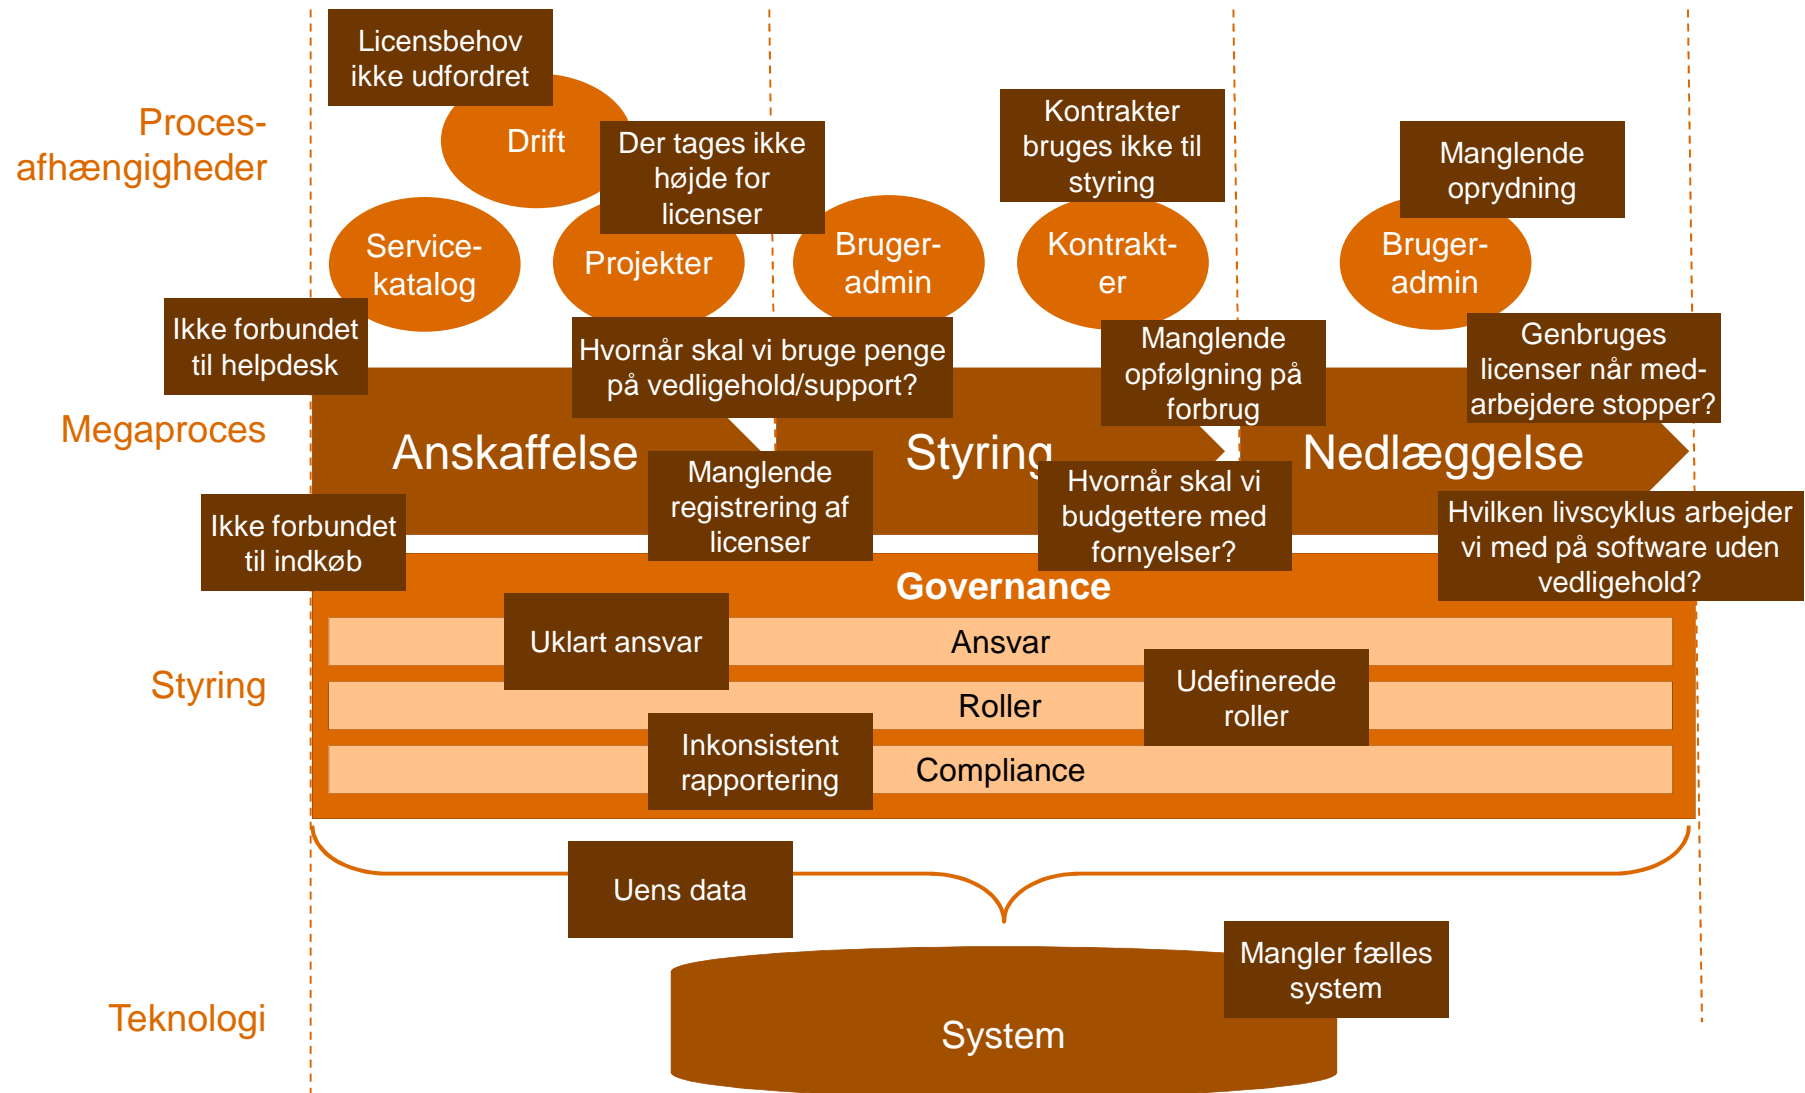 Licensbehov
ikke udfordret
Proces-
afhængigheder
Drift
Der tages ikke
højde for
licenser
Kontrakter
bruges ikke til
styring
Manglende
oprydning
Service-
katalog
Projekter
Bruger-
admin
Kontrakt-
er
Bruger-
admin
Ikke forbundet
til helpdesk
Hvornår skal vi bruge penge
på vedligehold/support?
Manglende
opfølgning på
forbrug
Genbruges
licenser når med-
arbejdere stopper?
Megaproces
Anskaffelse
Styring
Nedlæggelse
Manglende
registrering af
licenser
Hvornår skal vi
budgettere med
fornyelser?
Hvilken livscyklus arbejder
vi med på software uden
vedligehold?
Ikke forbundet
til indkøb
Governance
Uklart ansvar
Ansvar
Styring
Roller
Udefinerede
roller
Inkonsistent
rapportering
Compliance
Uens data
Mangler fælles
system
Teknologi
System